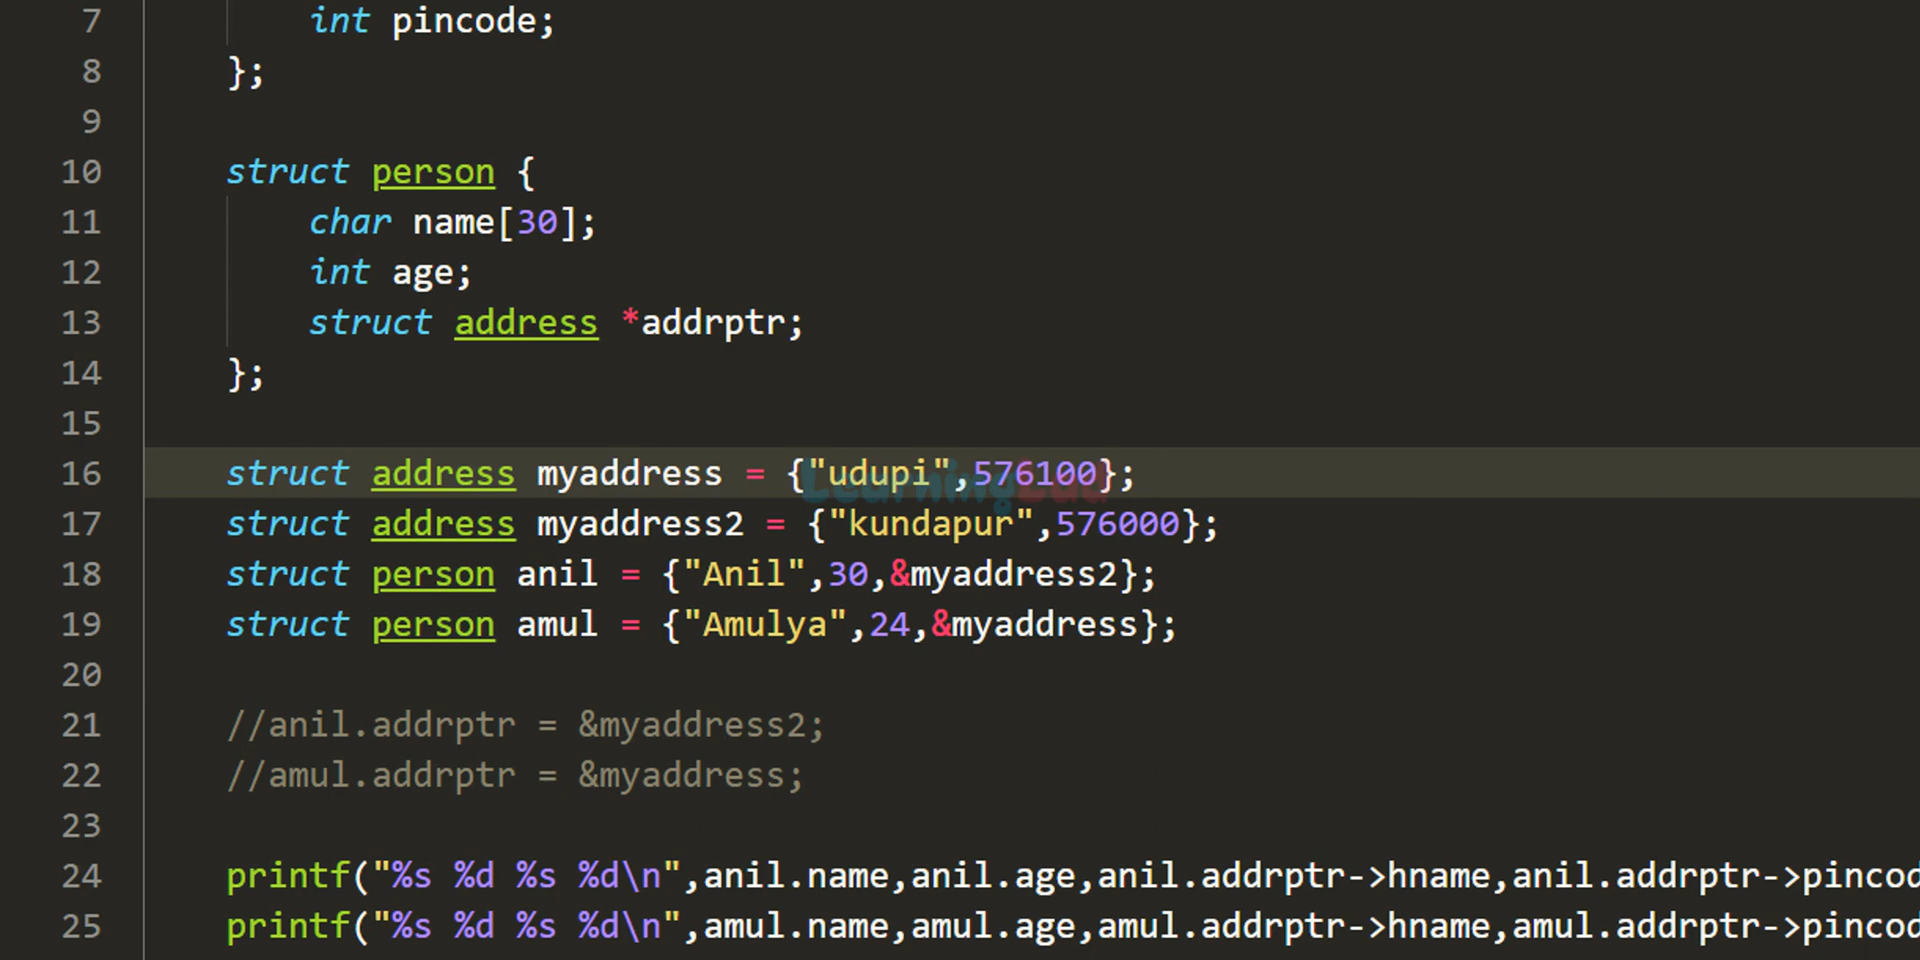 7 int pincode;
8 };
9
10 struct person {
11 char name[30];
12 int age;
13 struct address *addrptr;
14 };
15
16 struct address myaddress = {"udupi",576100};
17 struct address myaddress2 = {"kundapur",576000};
18 struct person anil = {"Anil",30,&myaddress2};
19 struct person amul = {"Amulya",24,&myaddress};
20
21 //anil.addrptr = &myaddress2;
22 //amul.addrptr = &myaddress;
23
24 printf("%s %d %s %d\n",anil.name,anil.age,anil.addrptr->hname,anil.addrptr->pincod
25 printf("%s %d %s %d\n",amul.name,amul.age,amul.addrptr->hname,amul.addrptr->pincod